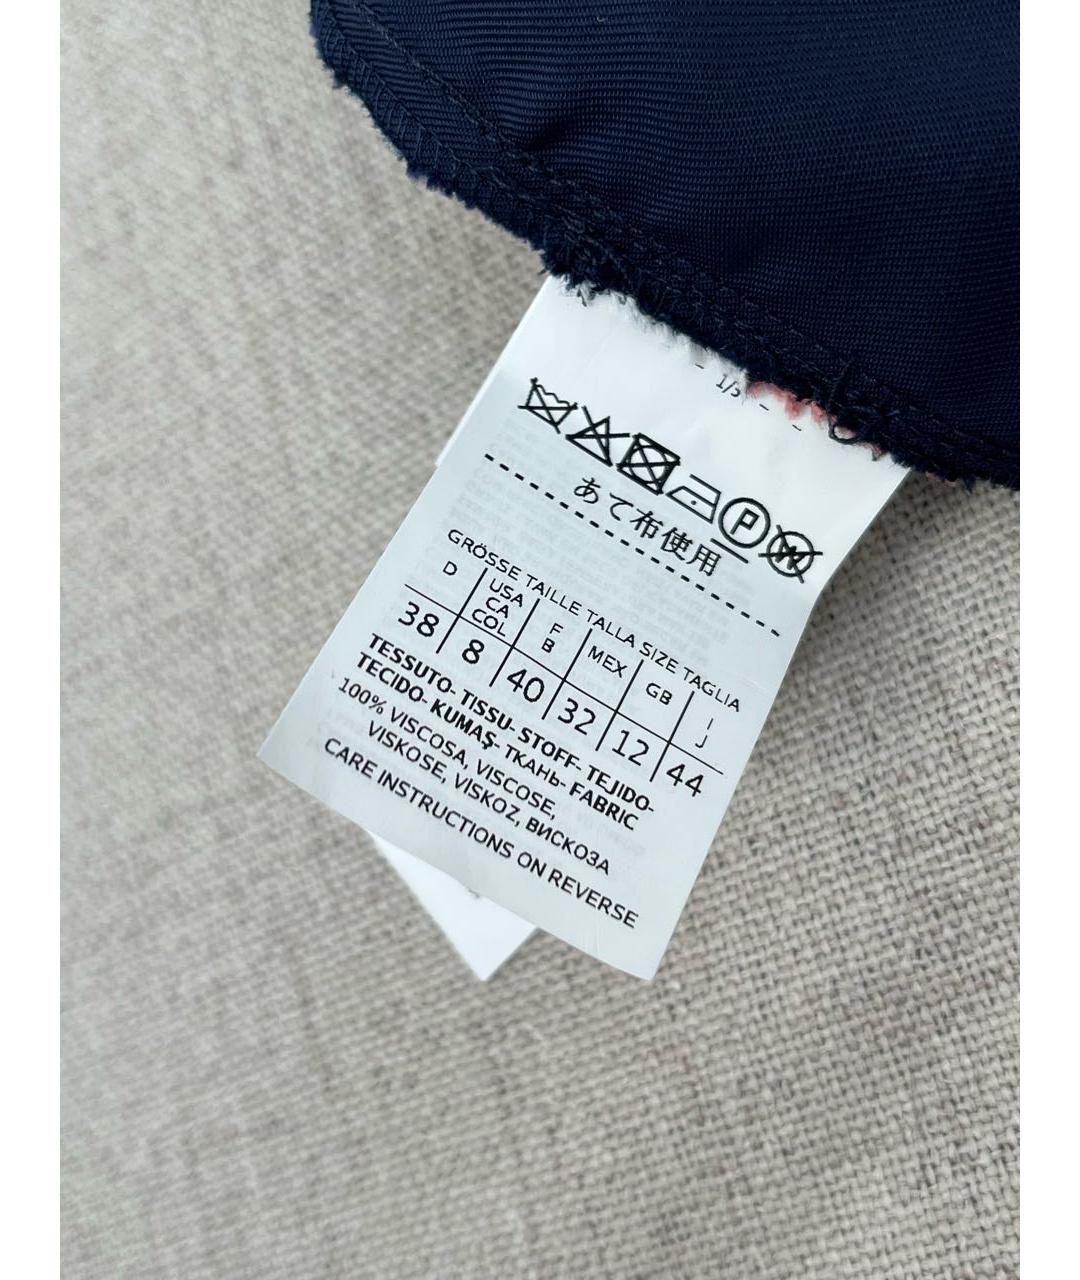 - 1/3 - -
P W
あて布使用
GRÖSSE TAILLE TALLA SIZE TAGLIA
D USA CA COL F B MEX GB I J
38 8 40 32 12 44
TESSUTO- TISSU- STOFF- TEJIDO-
TECIDO- KUMAŞ- ТКАНЬ- FABRIC
100% VISCOSA, VISCOSE,
VISKOSE, VISKOZ, ВИСКОЗА
CARE INSTRUCTIONS ON REVERSE